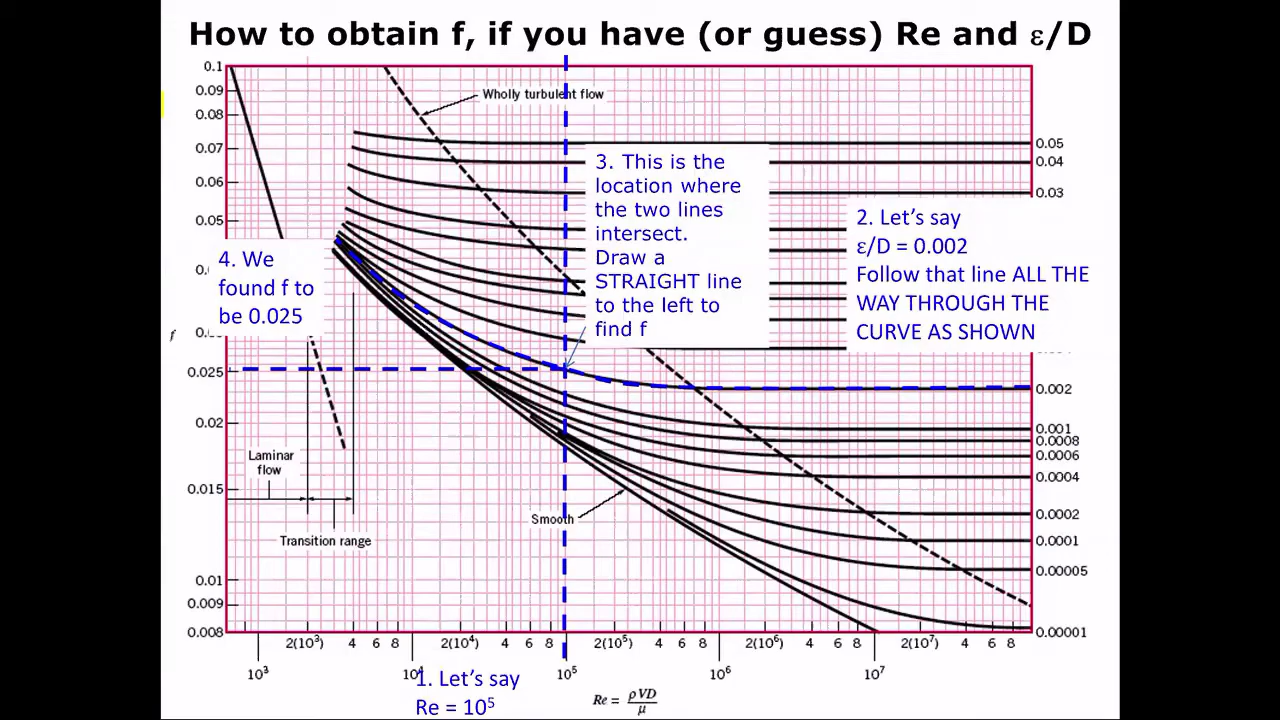 How to obtain f, if you have (or guess) Re and ε/D
0.1
0.09
0.08
0.07
0.06
0.05
0.025
0.02
0.015
0.01
0.009
0.008
f
Wholly turbulent flow
3. This is the
location where
the two lines
intersect.
Draw a
STRAIGHT line
to the left to
find f
2. Let's say
ε/D = 0.002
Follow that line ALL THE
WAY THROUGH THE
CURVE AS SHOWN
4. We
found f to
be 0.025
Laminar
flow
Transition range
Smooth
0.05
0.04
0.03
0.002
0.001
0.0008
0.0006
0.0004
0.0002
0.0001
0.00005
0.00001
2(10³) 4 6 8 2(10⁴) 4 6 8 2(10⁵) 4 6 8 2(10⁶) 4 6 8 2(10⁷) 4 6 8
10³ 10⁴ 10⁵ 10⁶ 10⁷
1. Let's say
Re = 10⁵
Re = ρVD/μ